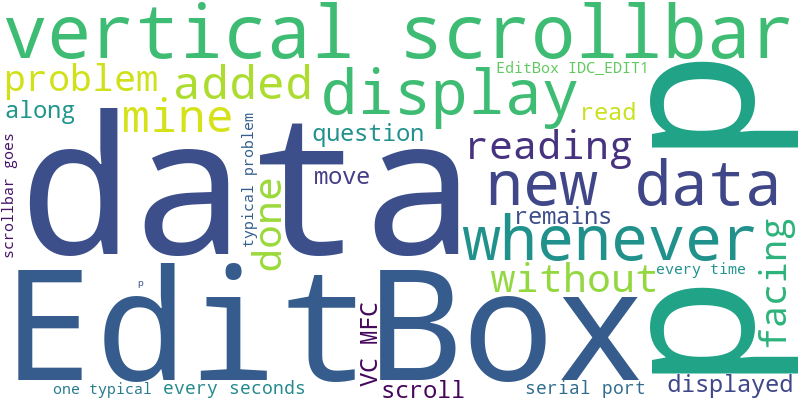 vertical scrollbar
problem
added
display
EditBox IDC_EDIT1
d
along
mine
question
read
data
scrollbar goes
typical problem
done
move
reading
new data
remains
whenever
without
every time
facing
EditBox
p
VC MFC
d
one typical
every seconds
scroll
serial port
displayed